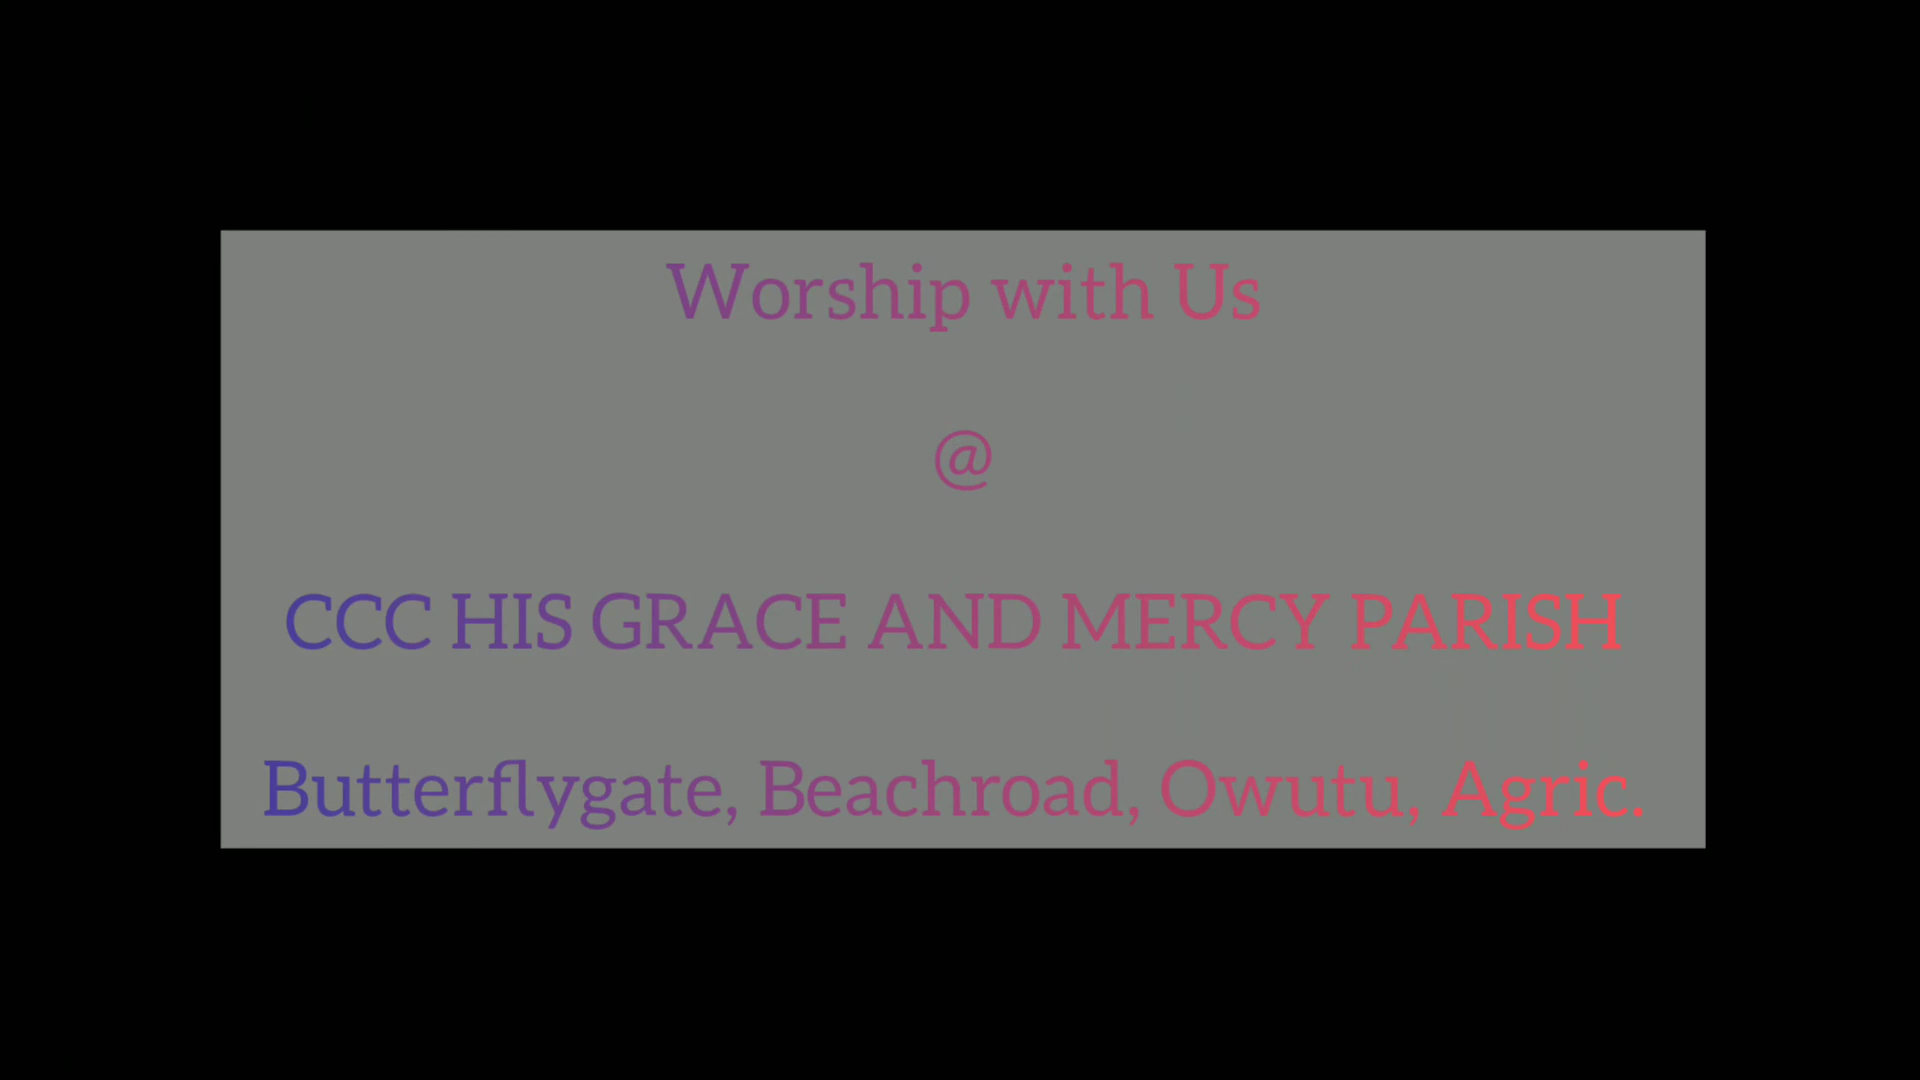 Worship with Us
@
CCC HIS GRACE AND MERCY PARISH
Butterflygate, Beachroad, Owutu, Agric.